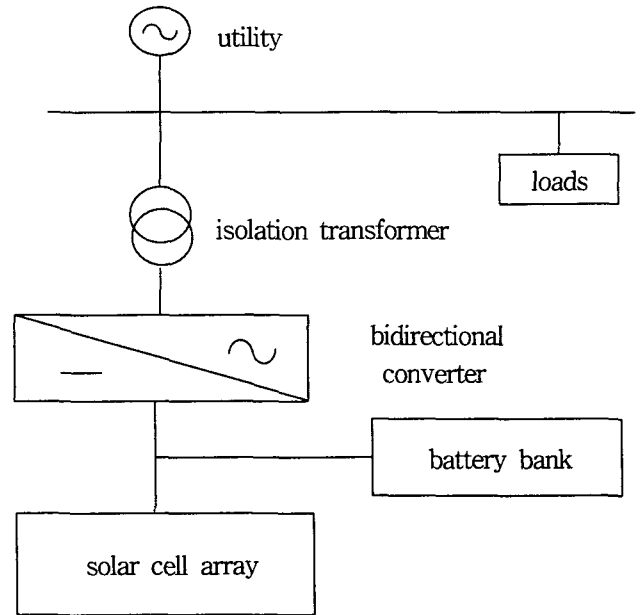 utility
loads
isolation transformer
bidirectional
converter
battery bank
solar cell array